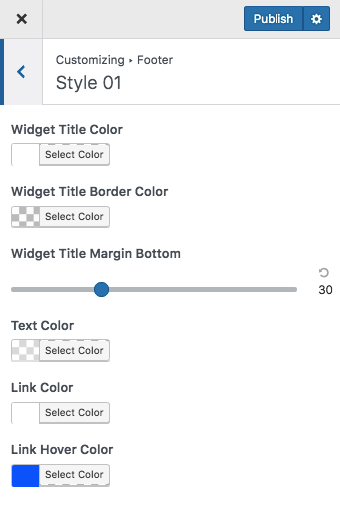 Publish
Customizing ▸ Footer
Style 01
Widget Title Color
Select Color
Widget Title Border Color
Select Color
Widget Title Margin Bottom
30
Text Color
Select Color
Link Color
Select Color
Link Hover Color
Select Color